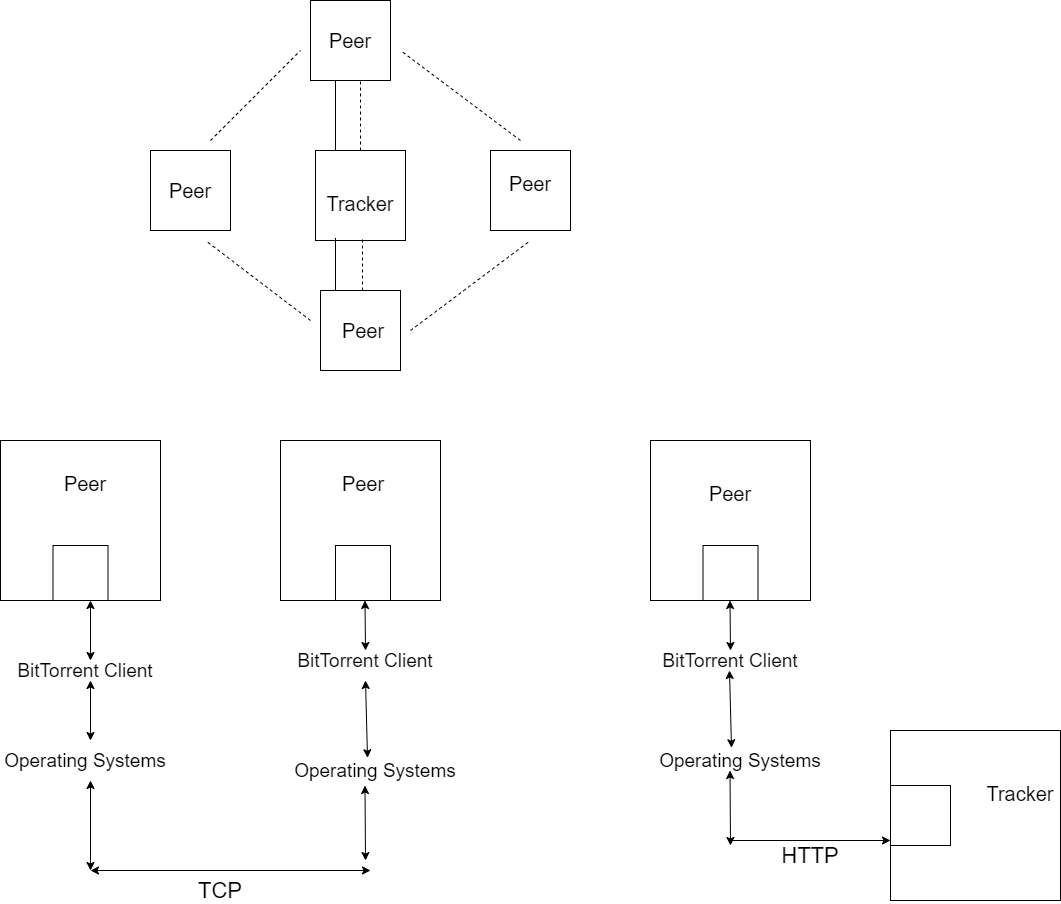 Peer
Peer
Tracker
Peer
Peer
Peer
Peer
Peer
BitTorrent Client
BitTorrent Client
BitTorrent Client
Operating Systems
Operating Systems
Operating Systems
Tracker
HTTP
TCP